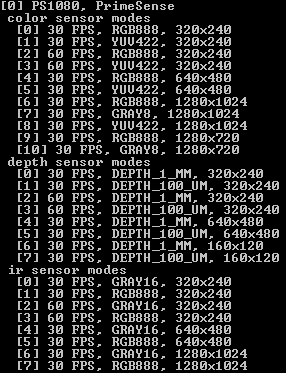 [0] PS1080, PrimeSense
color sensor modes
[0] 30 FPS, RGB888, 320x240
[1] 30 FPS, YUV422, 320x240
[2] 60 FPS, RGB888, 320x240
[3] 60 FPS, YUV422, 320x240
[4] 30 FPS, RGB888, 640x480
[5] 30 FPS, YUV422, 640x480
[6] 30 FPS, RGB888, 1280x1024
[7] 30 FPS, GRAY8, 1280x1024
[8] 30 FPS, YUV422, 1280x1024
[9] 30 FPS, RGB888, 1280x720
[10] 30 FPS, GRAY8, 1280x720
depth sensor modes
[0] 30 FPS, DEPTH_1_MM, 320x240
[1] 30 FPS, DEPTH_100_UM, 320x240
[2] 60 FPS, DEPTH_1_MM, 320x240
[3] 60 FPS, DEPTH_100_UM, 320x240
[4] 30 FPS, DEPTH_1_MM, 640x480
[5] 30 FPS, DEPTH_100_UM, 640x480
[6] 30 FPS, DEPTH_1_MM, 160x120
[7] 30 FPS, DEPTH_100_UM, 160x120
ir sensor modes
[0] 30 FPS, GRAY16, 320x240
[1] 30 FPS, RGB888, 320x240
[2] 60 FPS, GRAY16, 320x240
[3] 60 FPS, RGB888, 320x240
[4] 30 FPS, GRAY16, 640x480
[5] 30 FPS, RGB888, 640x480
[6] 30 FPS, GRAY16, 1280x1024
[7] 30 FPS, RGB888, 1280x1024